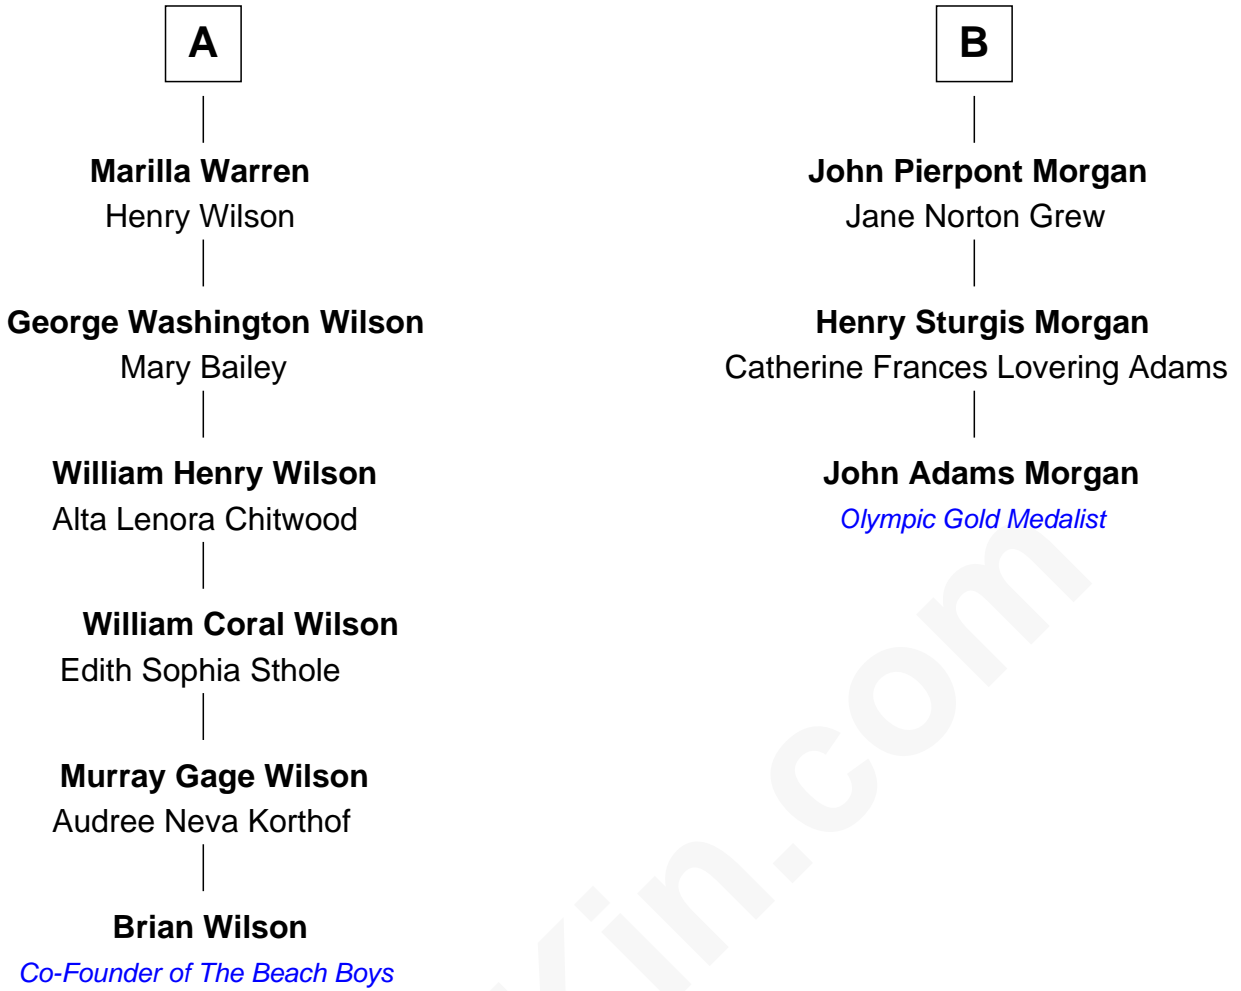 A
Marilla Warren
Henry Wilson
George Washington Wilson
Mary Bailey
William Henry Wilson
Alta Lenora Chitwood
William Coral Wilson
Edith Sophia Sthole
Murray Gage Wilson
Audree Neva Korthof
Brian Wilson
Co-Founder of The Beach Boys
B
John Pierpont Morgan
Jane Norton Grew
Henry Sturgis Morgan
Catherine Frances Lovering Adams
John Adams Morgan
Olympic Gold Medalist
Kin.com